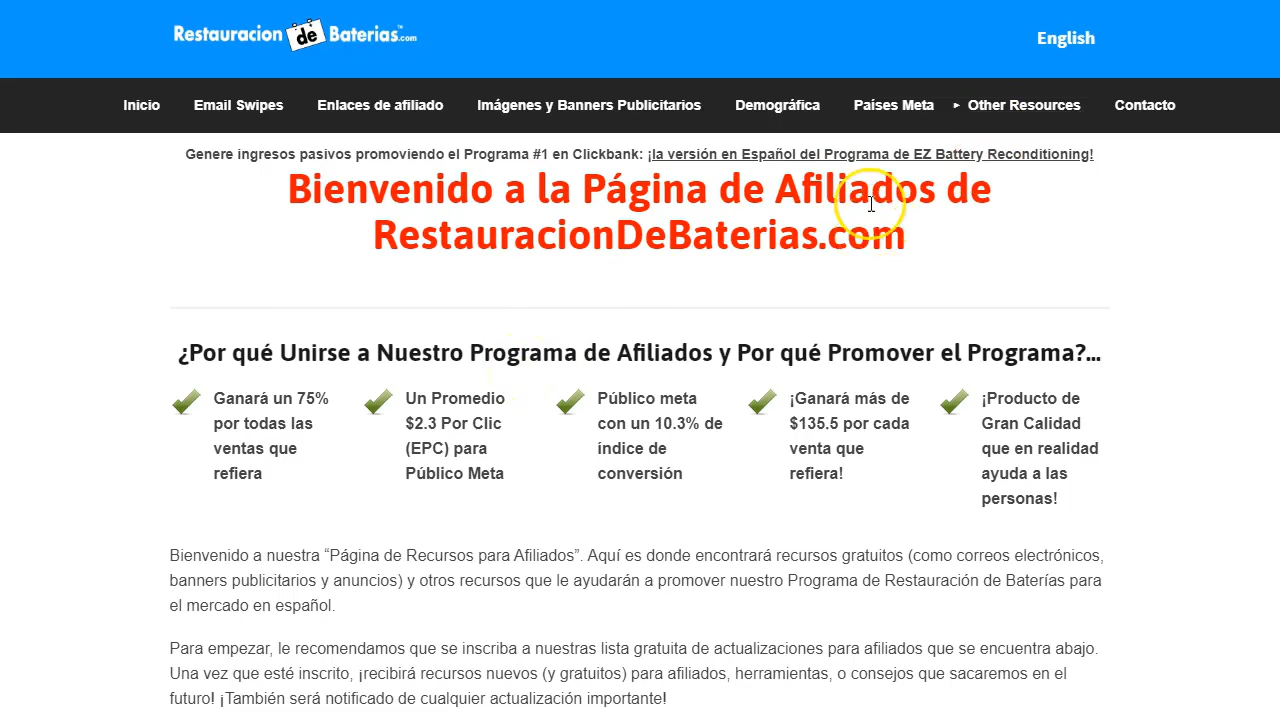 Restauracion de Baterias™.com
English
Inicio Email Swipes Enlaces de afiliado Imágenes y Banners Publicitarios Demográfica Países Meta ▸ Other Resources Contacto
Genere ingresos pasivos promoviendo el Programa #1 en Clickbank: ¡la versión en Español del Programa de EZ Battery Reconditioning!
Bienvenido a la Página de Afiliados de
RestauracionDeBaterias.com
¿Por qué Unirse a Nuestro Programa de Afiliados y Por qué Promover el Programa?...
Ganará un 75%
por todas las
ventas que
refiera
Un Promedio
$2.3 Por Clic
(EPC) para
Público Meta
Público meta
con un 10.3% de
índice de
conversión
¡Ganará más de
$135.5 por cada
venta que
refiera!
¡Producto de
Gran Calidad
que en realidad
ayuda a las
personas!
Bienvenido a nuestra “Página de Recursos para Afiliados”. Aquí es donde encontrará recursos gratuitos (como correos electrónicos,
banners publicitarios y anuncios) y otros recursos que le ayudarán a promover nuestro Programa de Restauración de Baterías para
el mercado en español.
Para empezar, le recomendamos que se inscriba a nuestras lista gratuita de actualizaciones para afiliados que se encuentra abajo.
Una vez que esté inscrito, ¡recibirá recursos nuevos (y gratuitos) para afiliados, herramientas, o consejos que sacaremos en el
futuro! ¡También será notificado de cualquier actualización importante!